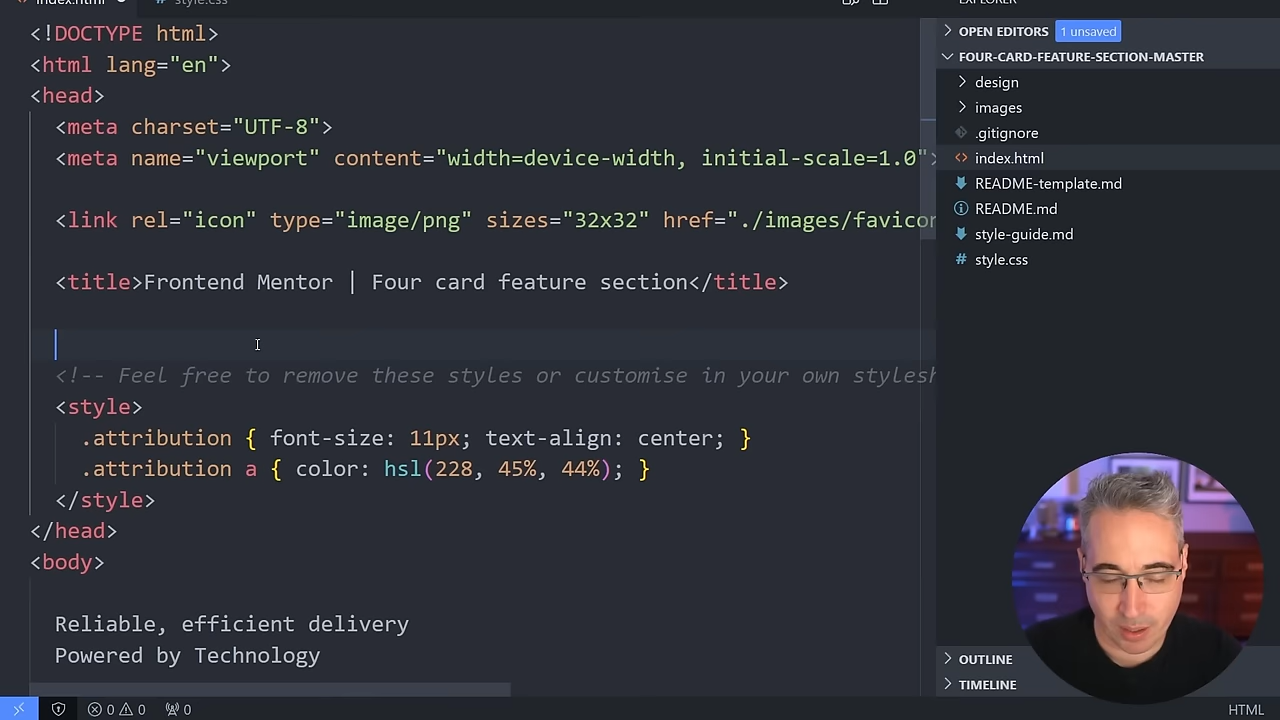 index.html
style.css
EXPLORER
<!DOCTYPE html>
<html lang="en">
<head>
<meta charset="UTF-8">
<meta name="viewport" content="width=device-width, initial-scale=1.0">
<link rel="icon" type="image/png" sizes="32x32" href="./images/favicon
<title>Frontend Mentor | Four card feature section</title>
<!-- Feel free to remove these styles or customise in your own stylesh
<style>
.attribution { font-size: 11px; text-align: center; }
.attribution a { color: hsl(228, 45%, 44%); }
</style>
</head>
<body>
Reliable, efficient delivery
Powered by Technology
OPEN EDITORS 1 unsaved
FOUR-CARD-FEATURE-SECTION-MASTER
design
images
.gitignore
index.html
README-template.md
README.md
style-guide.md
style.css
OUTLINE
TIMELINE
0 0 0
HTML